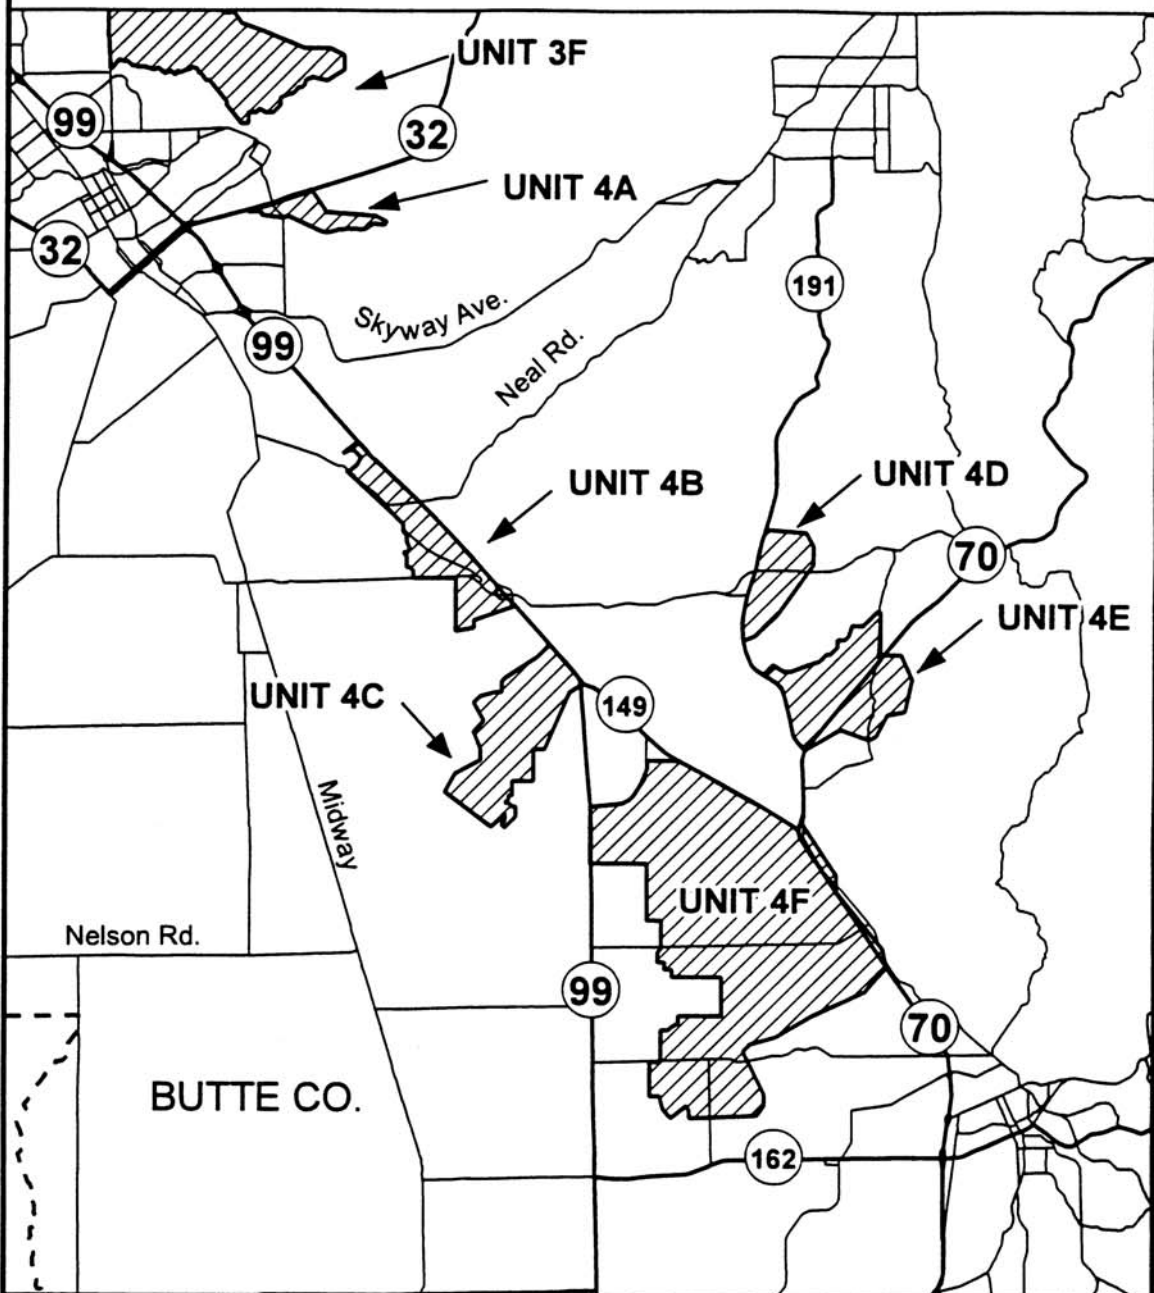 UNIT 3F
99
32
UNIT 4A
32
191
Skyway Ave.
99
Neal Rd.
UNIT 4B
UNIT 4D
70
UNIT 4E
UNIT 4C
149
Midway
UNIT 4F
Nelson Rd.
99
70
BUTTE CO.
162